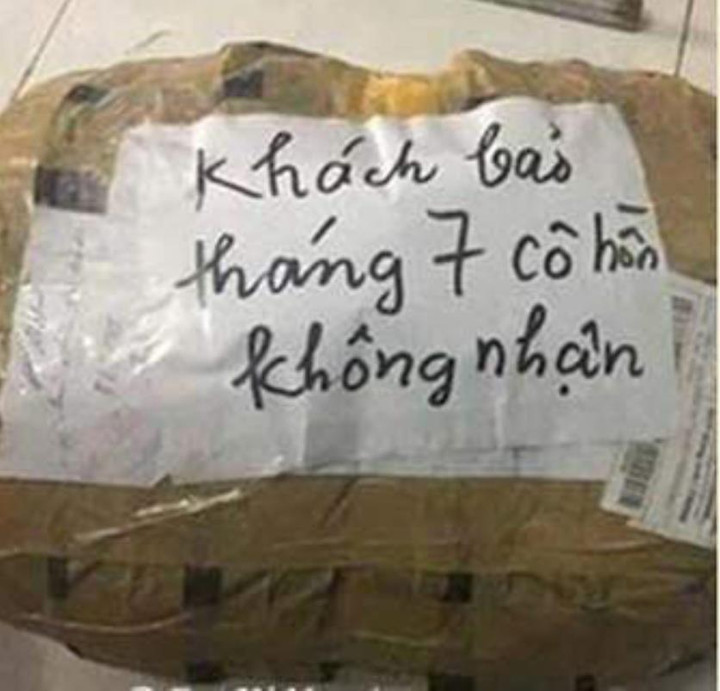 Khách bảo
tháng 7 cô hồn
không nhận